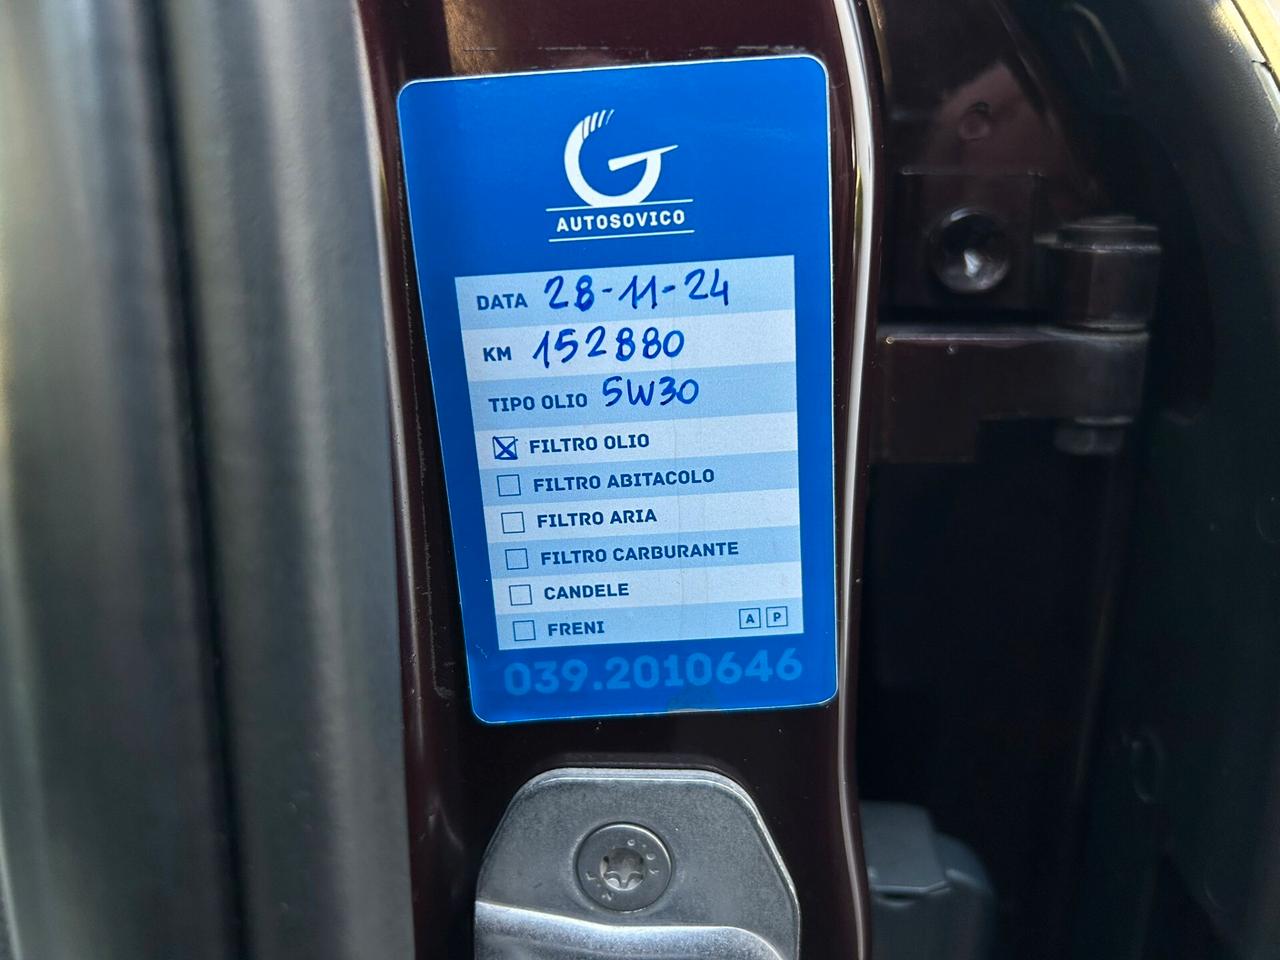 AUTOSOVICO
DATA 28-11-24
KM 152880
TIPO OLIO 5W30
FILTRO OLIO
FILTRO ABITACOLO
FILTRO ARIA
FILTRO CARBURANTE
CANDELE
FRENI A P
039.2010646